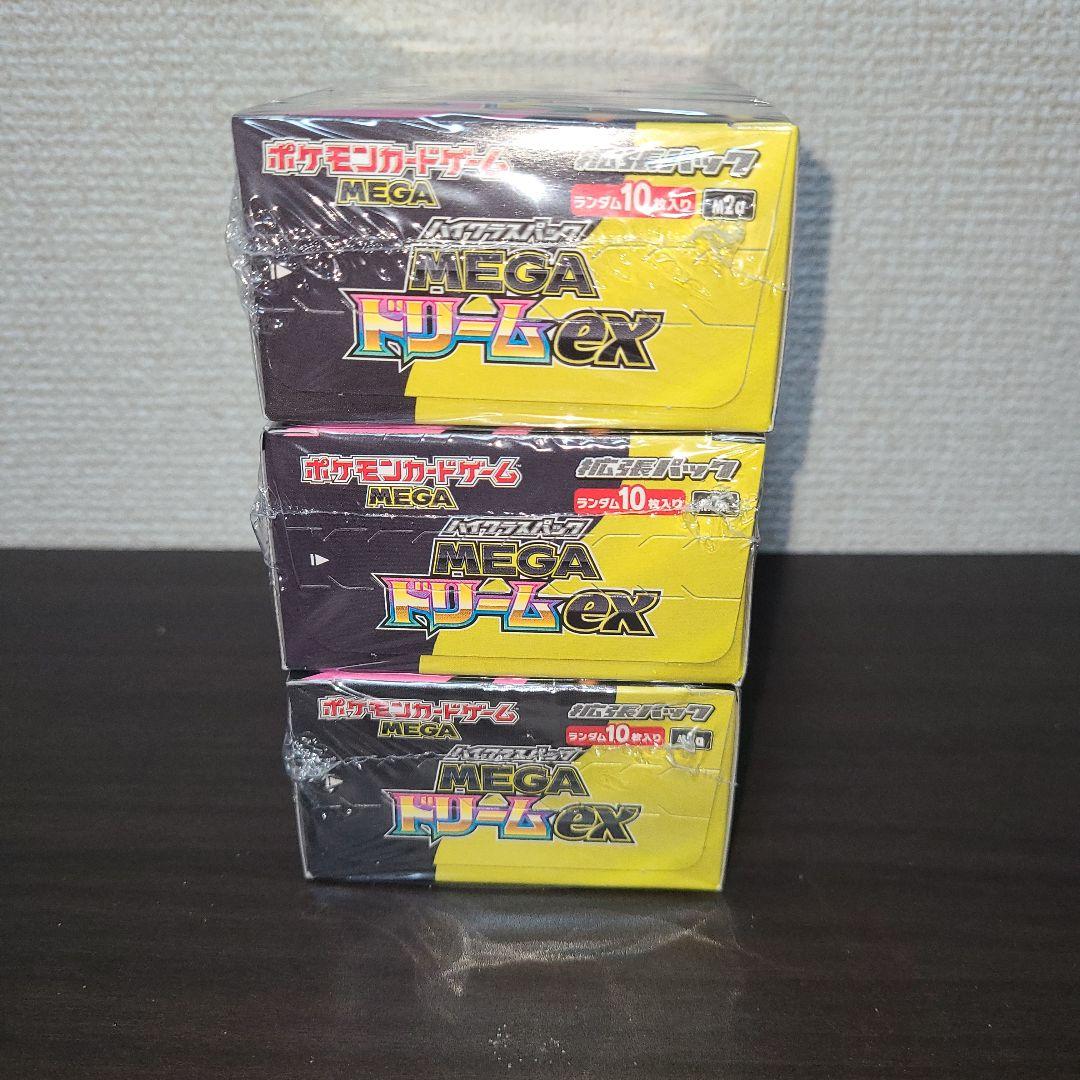 ポケモンカードゲーム 拡張パック
MEGA ランダム10枚入り M2a
ハイクラスパック
MEGA
ドリームex
ポケモンカードゲーム 拡張パック
MEGA ランダム10枚入り
ハイクラスパック
MEGA
ドリームex
ポケモンカードゲーム 拡張パック
MEGA ランダム10枚入り M2a
ハイクラスパック
MEGA
ドリームex